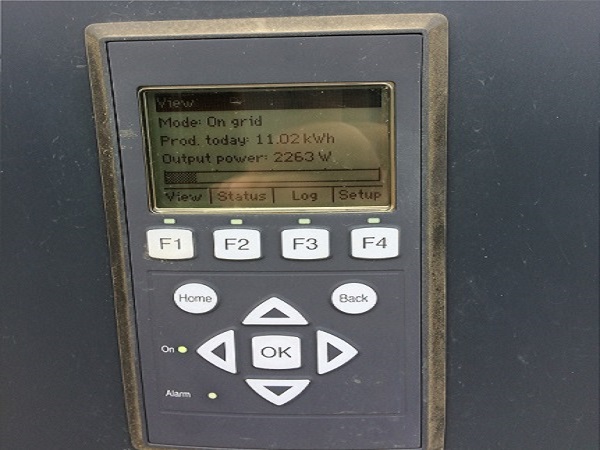 View
Mode: On grid
Prod. today: 11.02 kWh
Output power: 2263 W
View | Status | Log | Setup
F1 F2 F3 F4
Home Back
On OK
Alarm